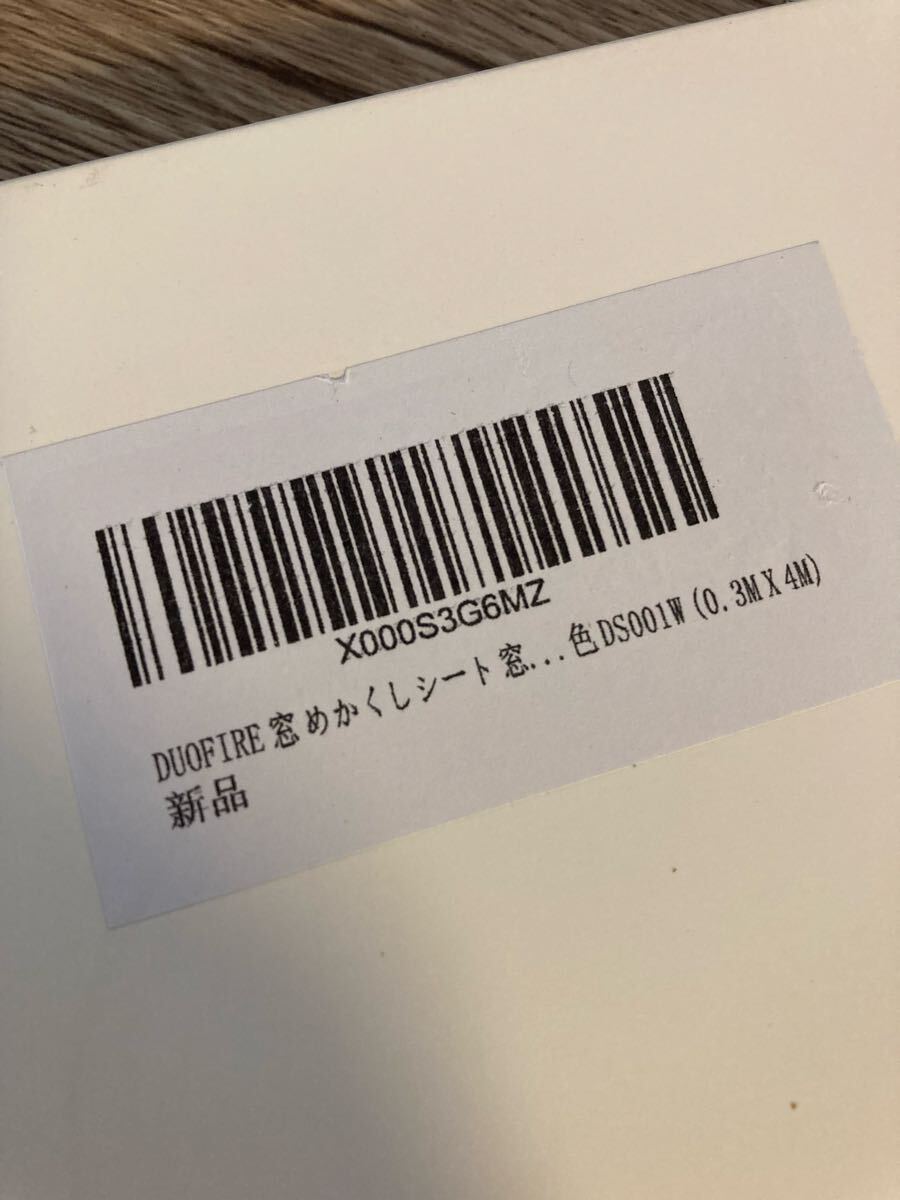 X000S3G6MZ
DUOFIRE 窓 めかくしシート 窓...色DS001W (0.3M X 4M)
新品